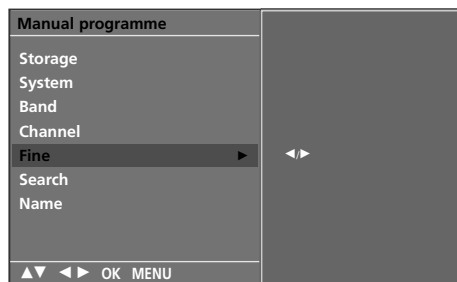 Manual programme
Storage
System
Band
Channel
Fine ► ◄/►
Search
Name
▲▼ ◄ ► OK MENU